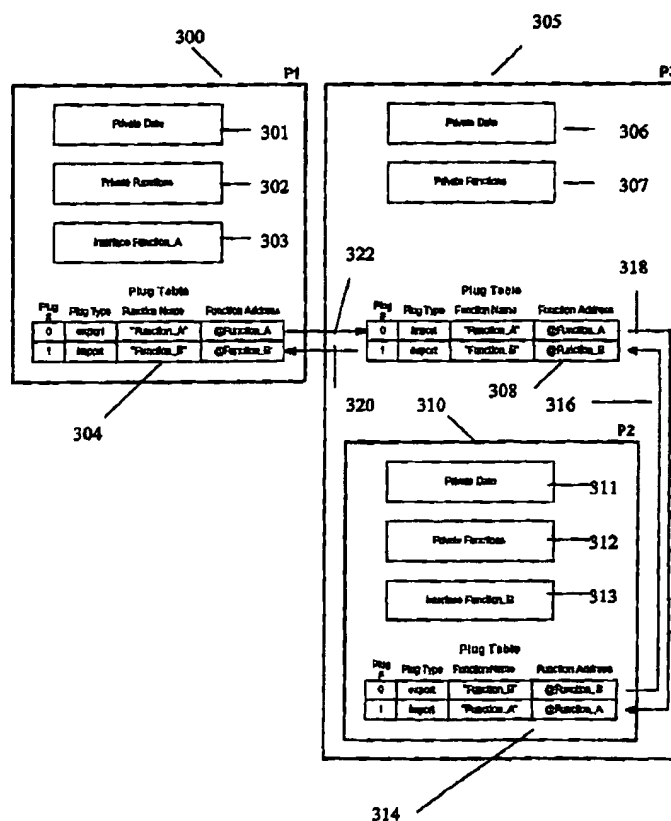 300
305
P1
P3
Private Data
301
Private Functions
302
Interface Function_A
303
Private Data
306
Private Functions
307
Plug Table
322
Plug # Plug Type Function Name Function Address
0 export "Function_A" @Function_A
1 import "Function_B" @Function_B
304
Plug Table
318
Plug # Plug Type Function Name Function Address
0 import "Function_A" @Function_A
1 export "Function_B" @Function_B
320
308
316
310
P2
Private Data
311
Private Functions
312
Interface Function_B
313
Plug Table
Plug # Plug Type Function Name Function Address
0 export "Function_B" @Function_B
1 import "Function_A" @Function_A
314